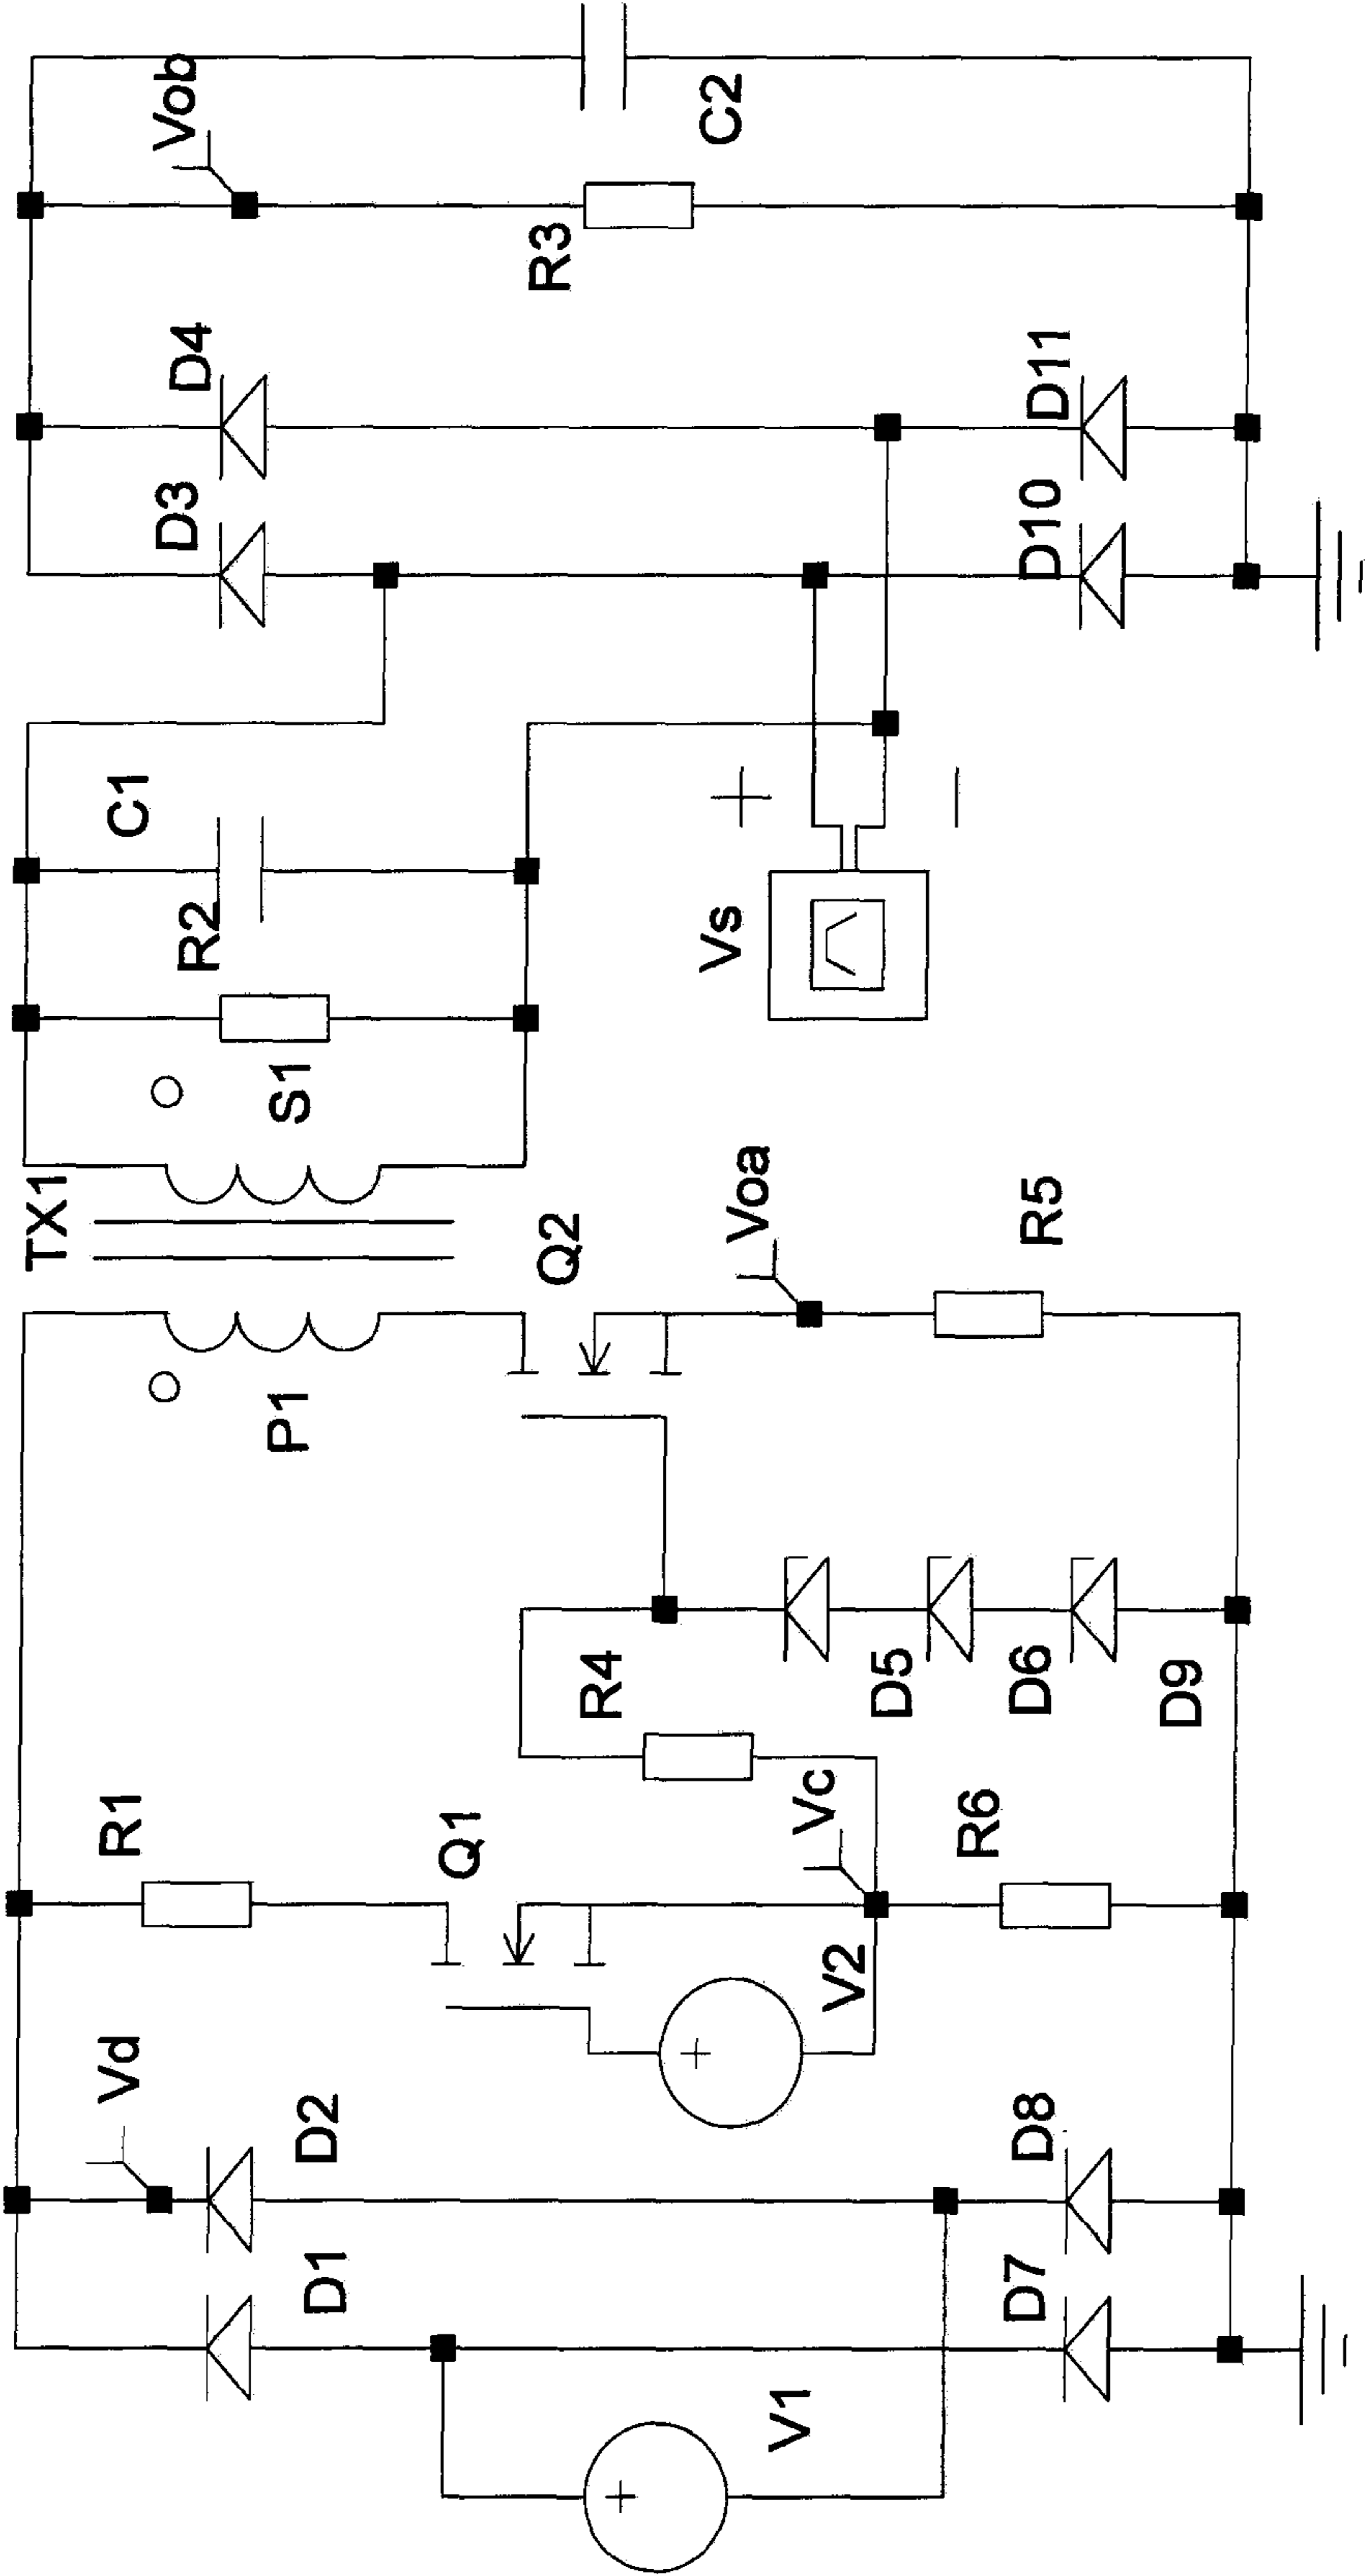 Vob
C2
R3
D4
D3
D11
D10
C1
R2
Vs
+
−
S1
TX1
Q2
Voa
R5
P1
R4
D5
D6
D9
R1
Q1
Vc
R6
V2
+
Vd
D2
D8
D1
D7
V1
+